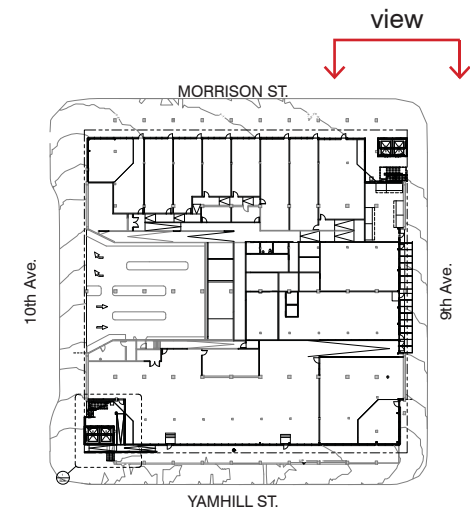 view
MORRISON ST.
10th Ave.
9th Ave.
YAMHILL ST.